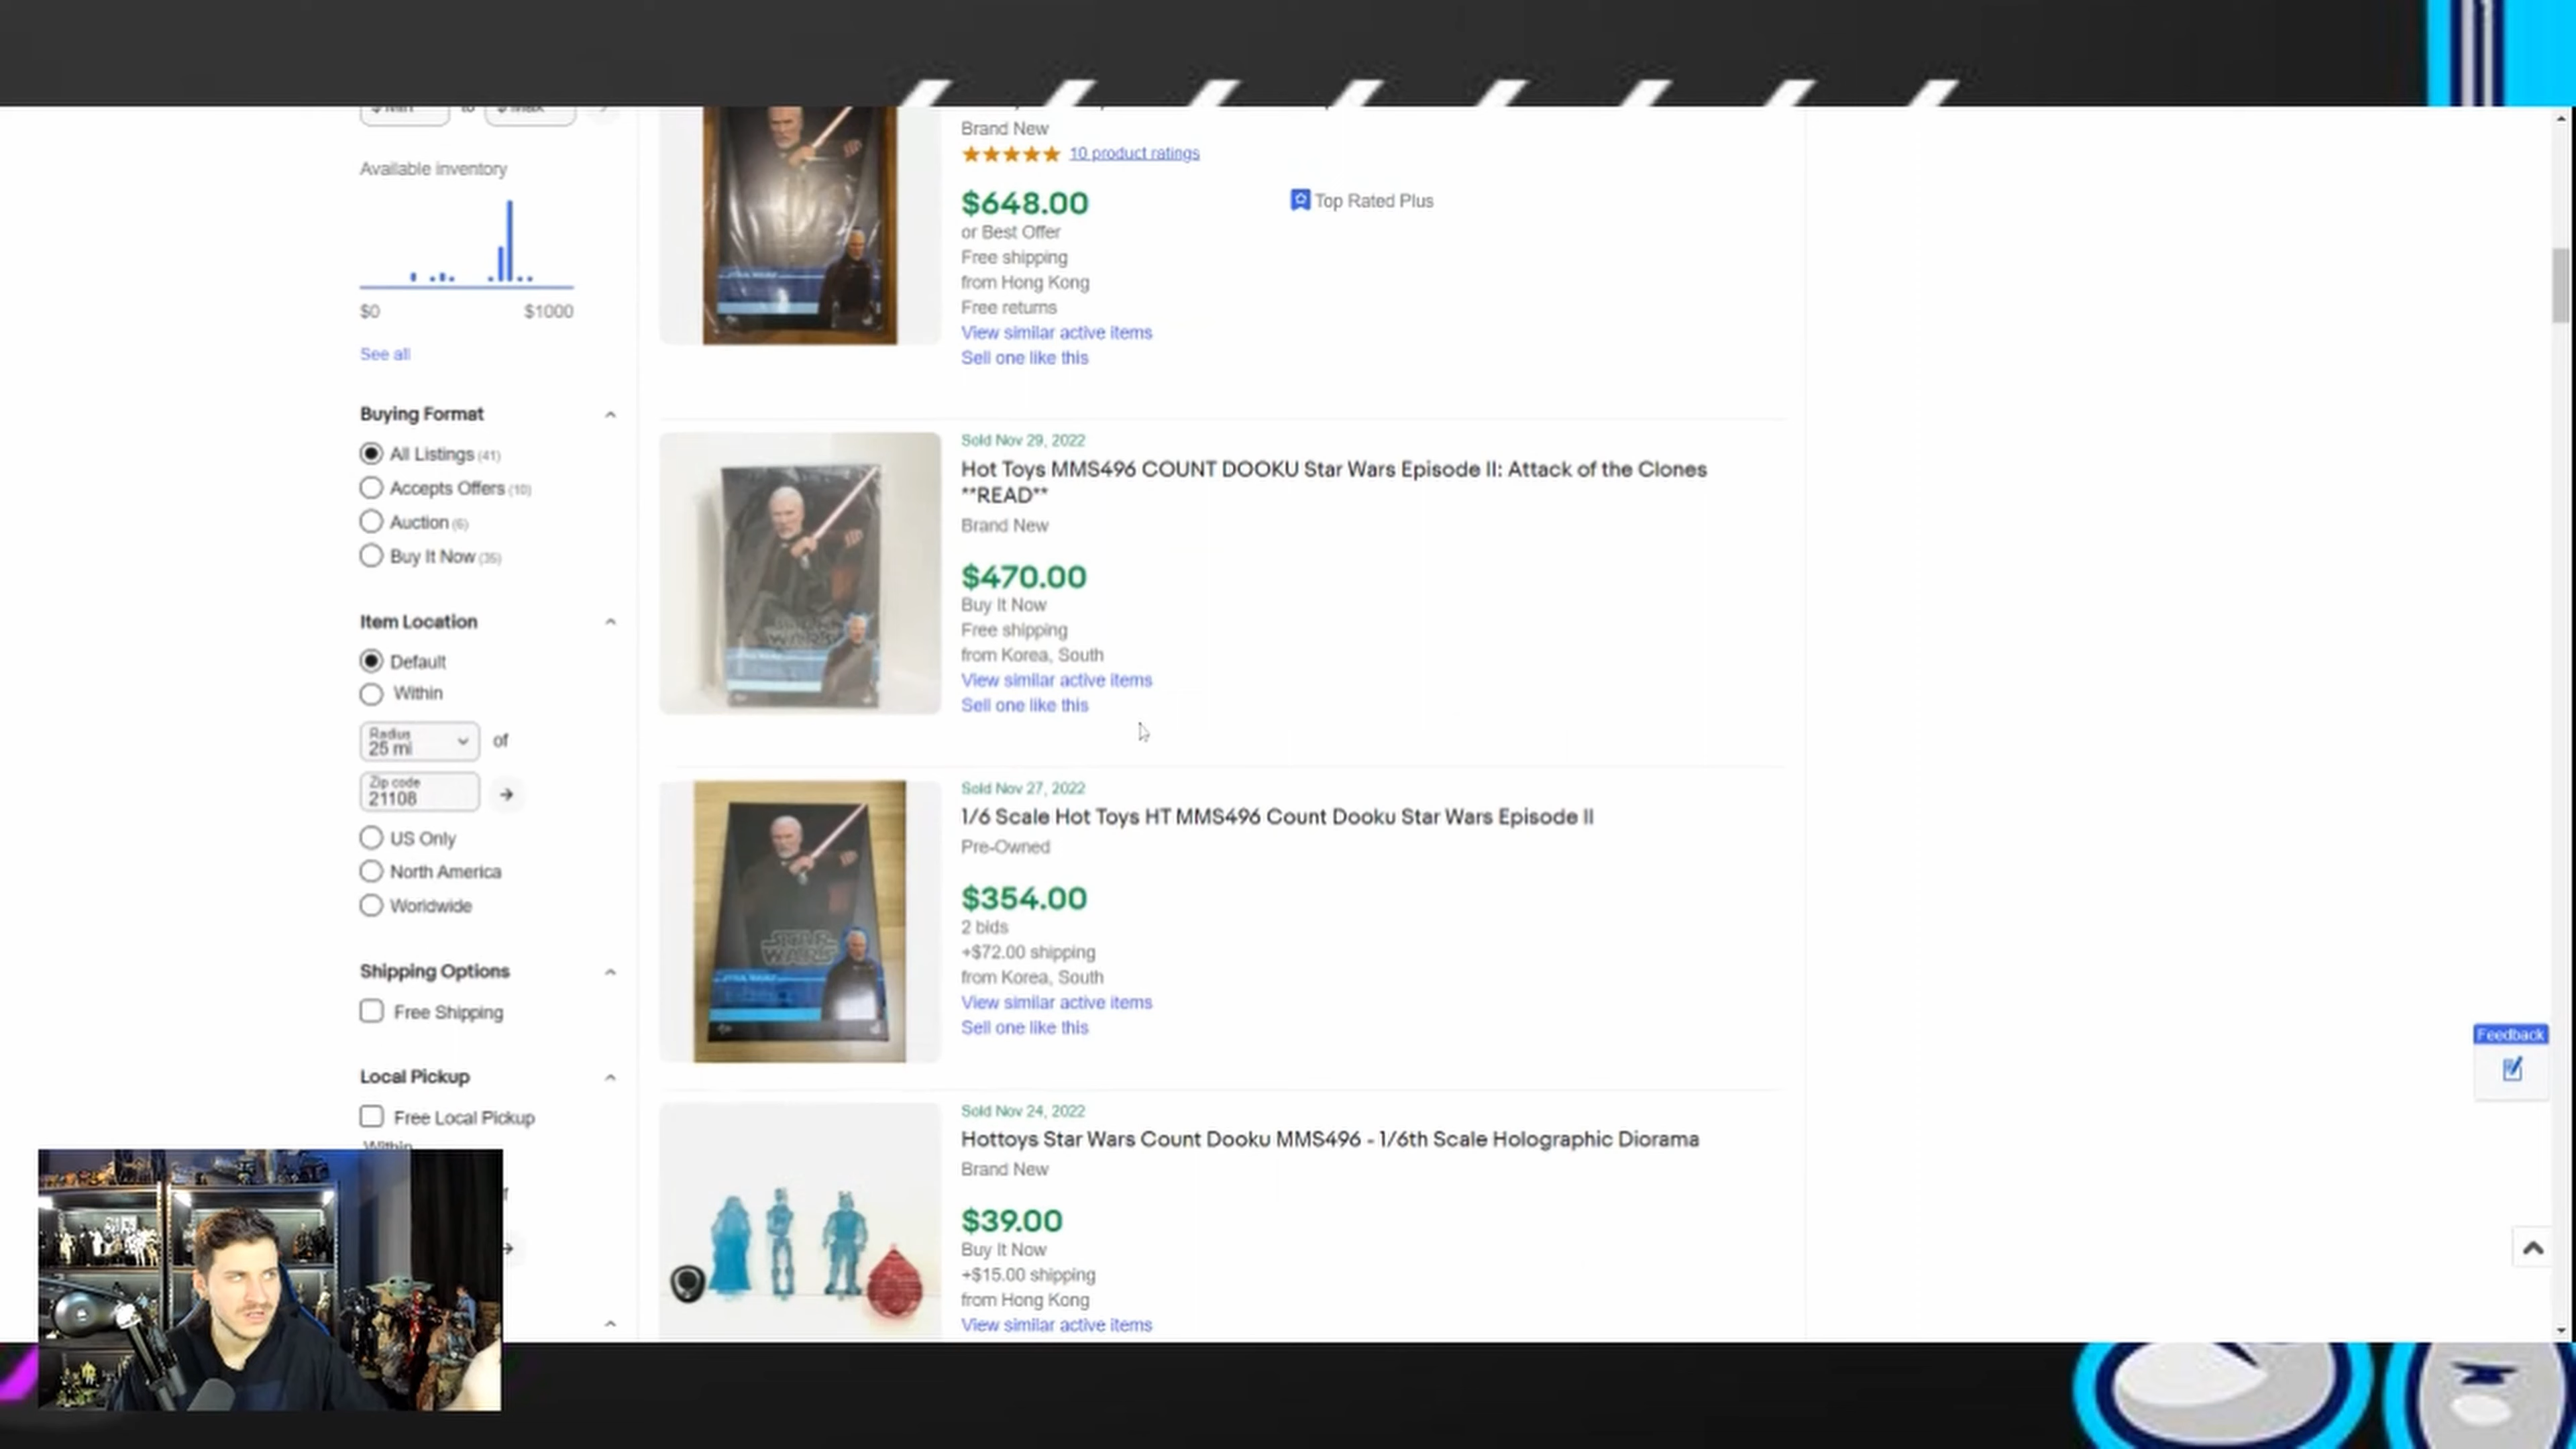 to
Available inventory
$0 $1000
See all
Buying Format
All Listings (41)
Accepts Offers (10)
Auction (6)
Buy It Now (35)
Item Location
Default
Within
Radius
25 mi
of
Zip code
21108
US Only
North America
Worldwide
Shipping Options
Free Shipping
Local Pickup
Free Local Pickup
Within
Brand New
10 product ratings
$648.00
Top Rated Plus
or Best Offer
Free shipping
from Hong Kong
Free returns
View similar active items
Sell one like this
Sold Nov 29, 2022
Hot Toys MMS496 COUNT DOOKU Star Wars Episode II: Attack of the Clones
**READ**
Brand New
$470.00
Buy It Now
Free shipping
from Korea, South
View similar active items
Sell one like this
Sold Nov 27, 2022
1/6 Scale Hot Toys HT MMS496 Count Dooku Star Wars Episode II
Pre-Owned
STAR
WARS
$354.00
2 bids
+$72.00 shipping
from Korea, South
View similar active items
Sell one like this
Sold Nov 24, 2022
Hottoys Star Wars Count Dooku MMS496 - 1/6th Scale Holographic Diorama
Brand New
$39.00
Buy It Now
+$15.00 shipping
from Hong Kong
View similar active items
Feedback